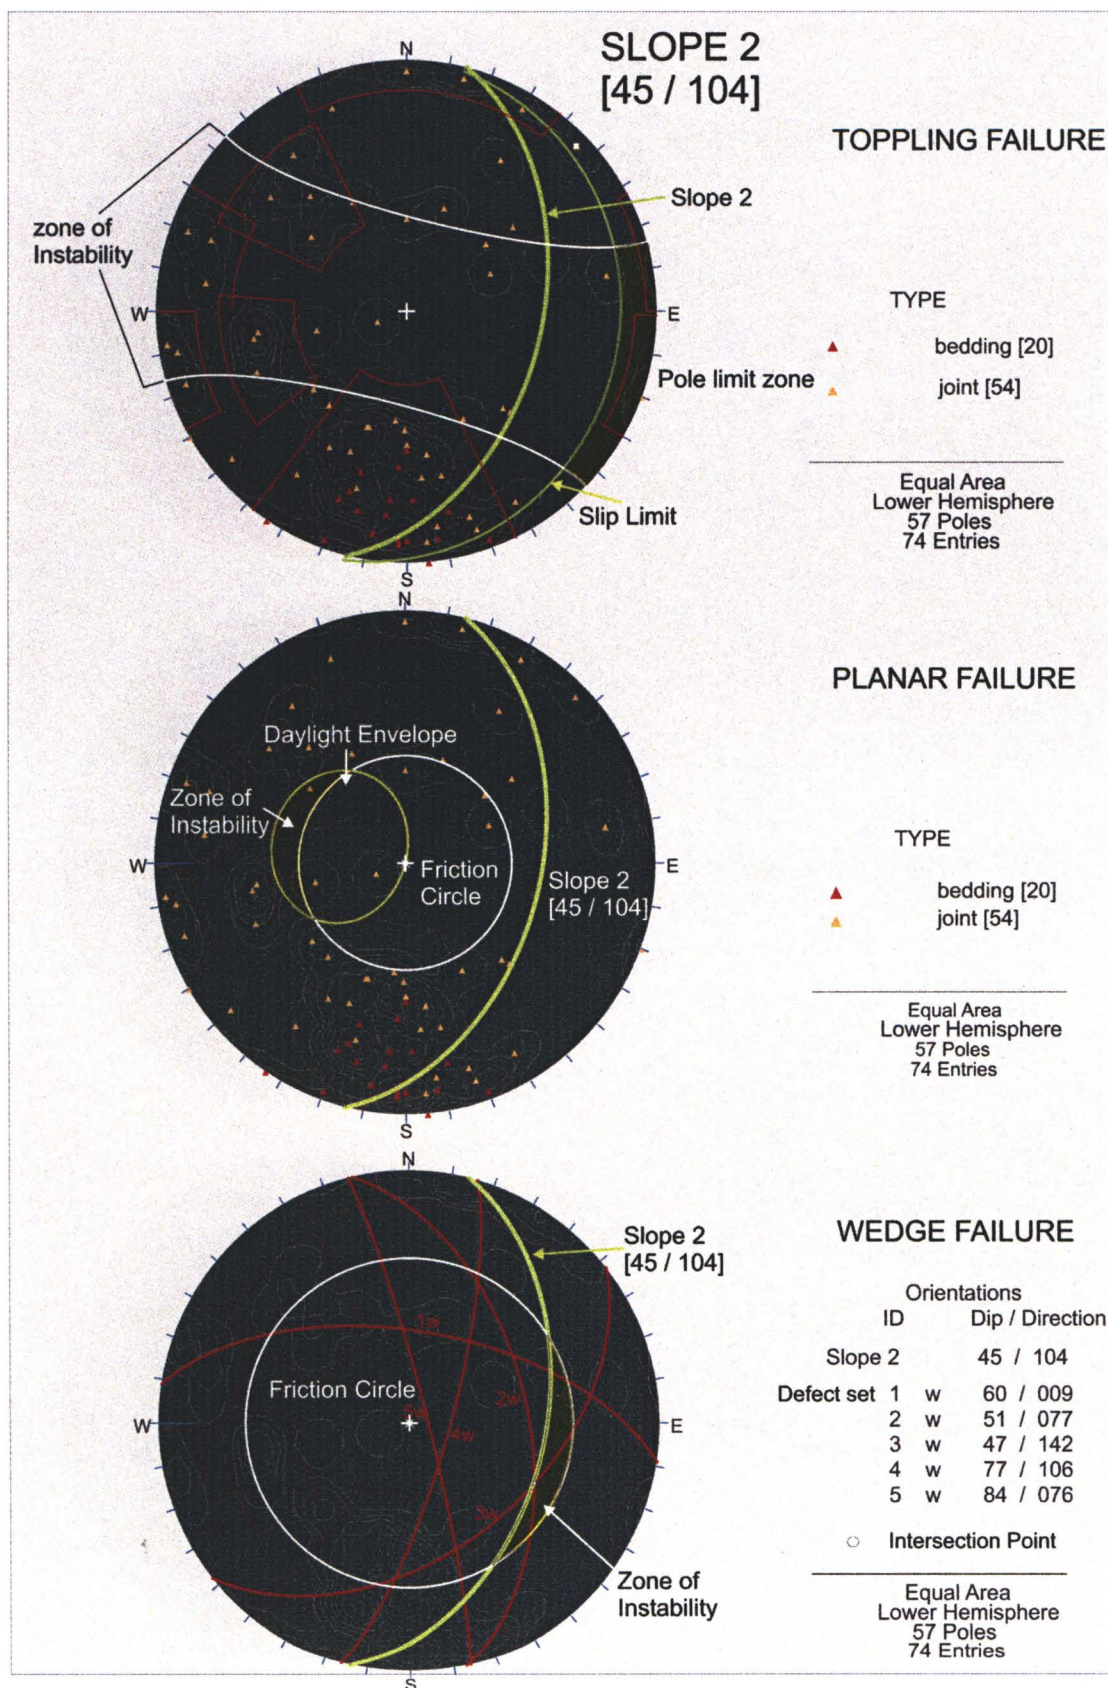 SLOPE 2
[45 / 104]
TOPPLING FAILURE
N
Slope 2
zone of
Instability
W
E
TYPE
bedding [20]
Pole limit zone
joint [54]
Slip Limit
Equal Area
Lower Hemisphere
57 Poles
74 Entries
S
N
PLANAR FAILURE
Daylight Envelope
Zone of
Instability
TYPE
W
E
Friction
Circle
Slope 2
[45 / 104]
bedding [20]
joint [54]
Equal Area
Lower Hemisphere
57 Poles
74 Entries
S
N
WEDGE FAILURE
Slope 2
[45 / 104]
Orientations
ID Dip / Direction
Slope 2 45 / 104
Defect set 1 w 60 / 009
2 w 51 / 077
3 w 47 / 142
4 w 77 / 106
5 w 84 / 076
1w
Friction Circle
2w
5w
4w
3w
W
E
Intersection Point
Zone of
Instability
Equal Area
Lower Hemisphere
57 Poles
74 Entries
S